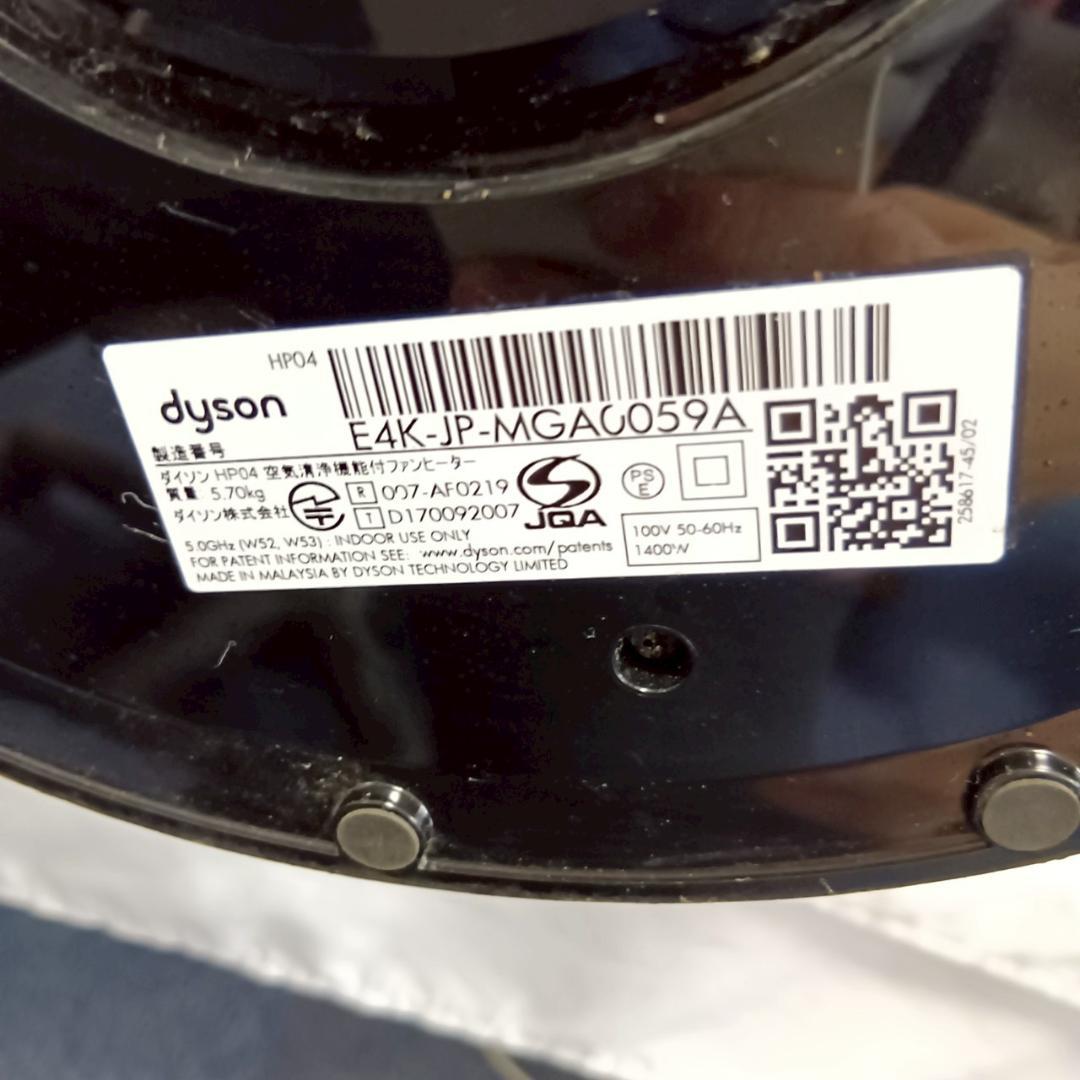 HP04
dyson
製造番号
E4K-JP-MGA0059A
ダイソン HP04 空気清浄機能付ファンヒーター
質量: 5.70kg
ダイソン株式会社
R 007-AF0219
T D170092007
JQA
PS
E
5.0GHz (W52, W53) : INDOOR USE ONLY
FOR PATENT INFORMATION SEE: www.dyson.com/patents
MADE IN MALAYSIA BY DYSON TECHNOLOGY LIMITED
100V 50-60Hz
1400W
258617-45/02